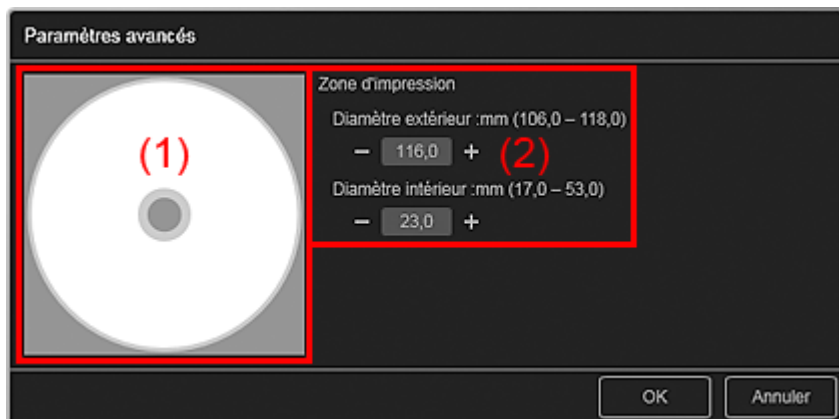 Paramètres avancés
(1)
Zone d'impression
Diamètre extérieur :mm (106,0 – 118,0)
− 116,0 + (2)
Diamètre intérieur :mm (17,0 – 53,0)
− 23,0 +
OK Annuler